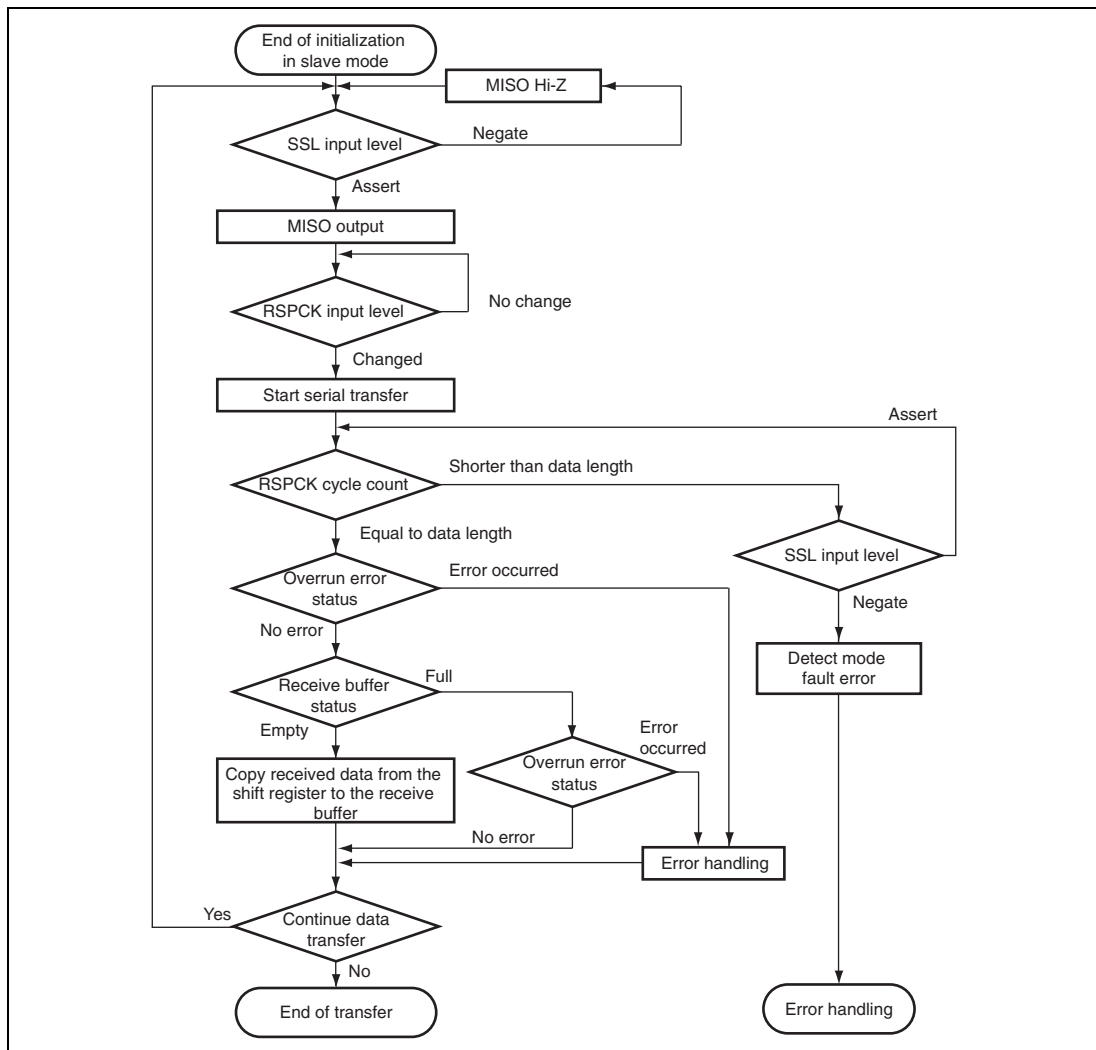 End of initialization
in slave mode
MISO Hi-Z
SSL input level
Negate
Assert
MISO output
RSPCK input level
No change
Changed
Start serial transfer
Assert
RSPCK cycle count
Shorter than data length
SSL input level
Equal to data length
Overrun error
status
Error occurred
Negate
No error
Detect mode
fault error
Receive buffer
status
Full
Empty
Error
occurred
Overrun error
status
Copy received data from the
shift register to the receive
buffer
No error
Error handling
Yes
Continue data
transfer
No
End of transfer
Error handling